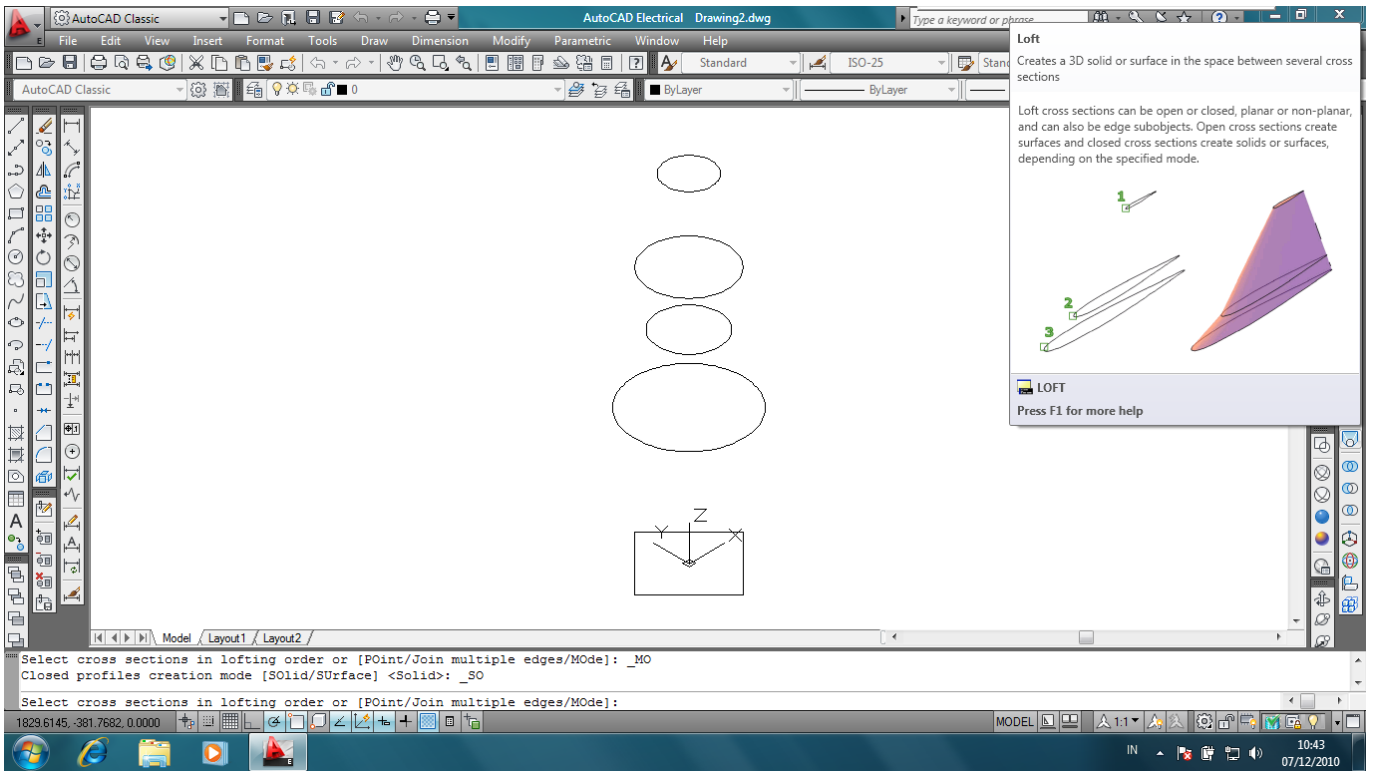 AutoCAD Classic
AutoCAD Electrical Drawing2.dwg
Type a keyword or phrase
E
File Edit View Insert Format Tools Draw Dimension Modify Parametric Window Help
Standard
ISO-25
Stand
AutoCAD Classic
0
ByLayer
ByLayer
Loft
Creates a 3D solid or surface in the space between several cross
sections
Loft cross sections can be open or closed, planar or non-planar,
and can also be edge subobjects. Open cross sections create
surfaces and closed cross sections create solids or surfaces,
depending on the specified mode.
1
2
3
LOFT
Press F1 for more help
Z
Y
X
Model Layout1 Layout2
Select cross sections in lofting order or [POint/Join multiple edges/MOde]: _MO
Closed profiles creation mode [SOlid/SUrface] <Solid>: _SO
Select cross sections in lofting order or [POint/Join multiple edges/MOde]:
1829.6145, -381.7682, 0.0000
MODEL
1:1
IN
10:43
07/12/2010